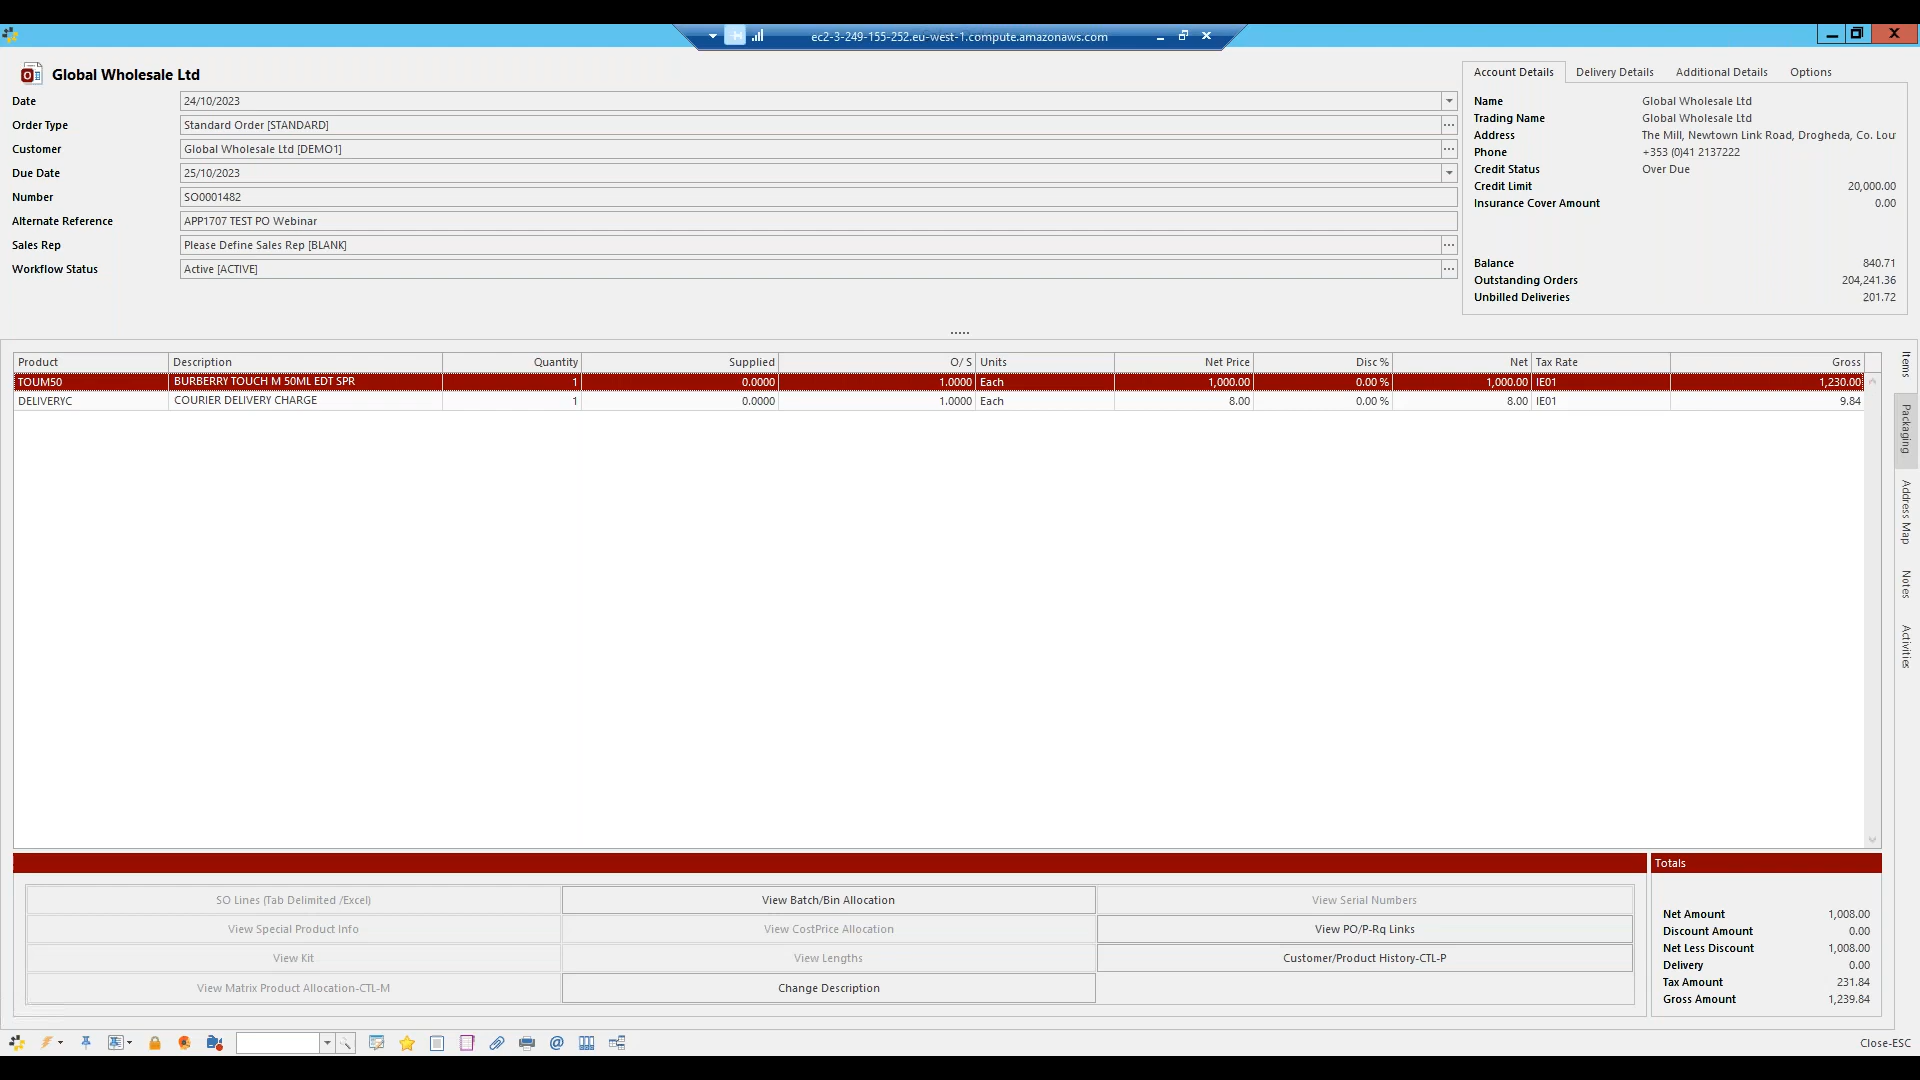 ec2-3-249-155-252.eu-west-1.compute.amazonaws.com
Global Wholesale Ltd
Date 24/10/2023
Order Type Standard Order [STANDARD]
Customer Global Wholesale Ltd [DEMO1]
Due Date 25/10/2023
Number SO0001482
Alternate Reference APP1707 TEST PO Webinar
Sales Rep Please Define Sales Rep [BLANK]
Workflow Status Active [ACTIVE]
Account Details Delivery Details Additional Details Options
Name Global Wholesale Ltd
Trading Name Global Wholesale Ltd
Address The Mill, Newtown Link Road, Drogheda, Co. Lou
Phone +353 (0)41 2137222
Credit Status Over Due
Credit Limit 20,000.00
Insurance Cover Amount 0.00
Balance 840.71
Outstanding Orders 204,241.36
Unbilled Deliveries 201.72
Product Description Quantity Supplied O/ S Units Net Price Disc % Net Tax Rate Gross
TOUM50 BURBERRY TOUCH M 50ML EDT SPR 1 0.0000 1.0000 Each 1,000.00 0.00 % 1,000.00 IE01 1,230.00
DELIVERYC COURIER DELIVERY CHARGE 1 0.0000 1.0000 Each 8.00 0.00 % 8.00 IE01 9.84
Items
Packaging
Address Map
Notes
Activities
SO Lines (Tab Delimited /Excel) View Batch/Bin Allocation View Serial Numbers
View Special Product Info View CostPrice Allocation View PO/P-Rq Links
View Kit View Lengths Customer/Product History-CTL-P
View Matrix Product Allocation-CTL-M Change Description
Totals
Net Amount 1,008.00
Discount Amount 0.00
Net Less Discount 1,008.00
Delivery 0.00
Tax Amount 231.84
Gross Amount 1,239.84
Close-ESC